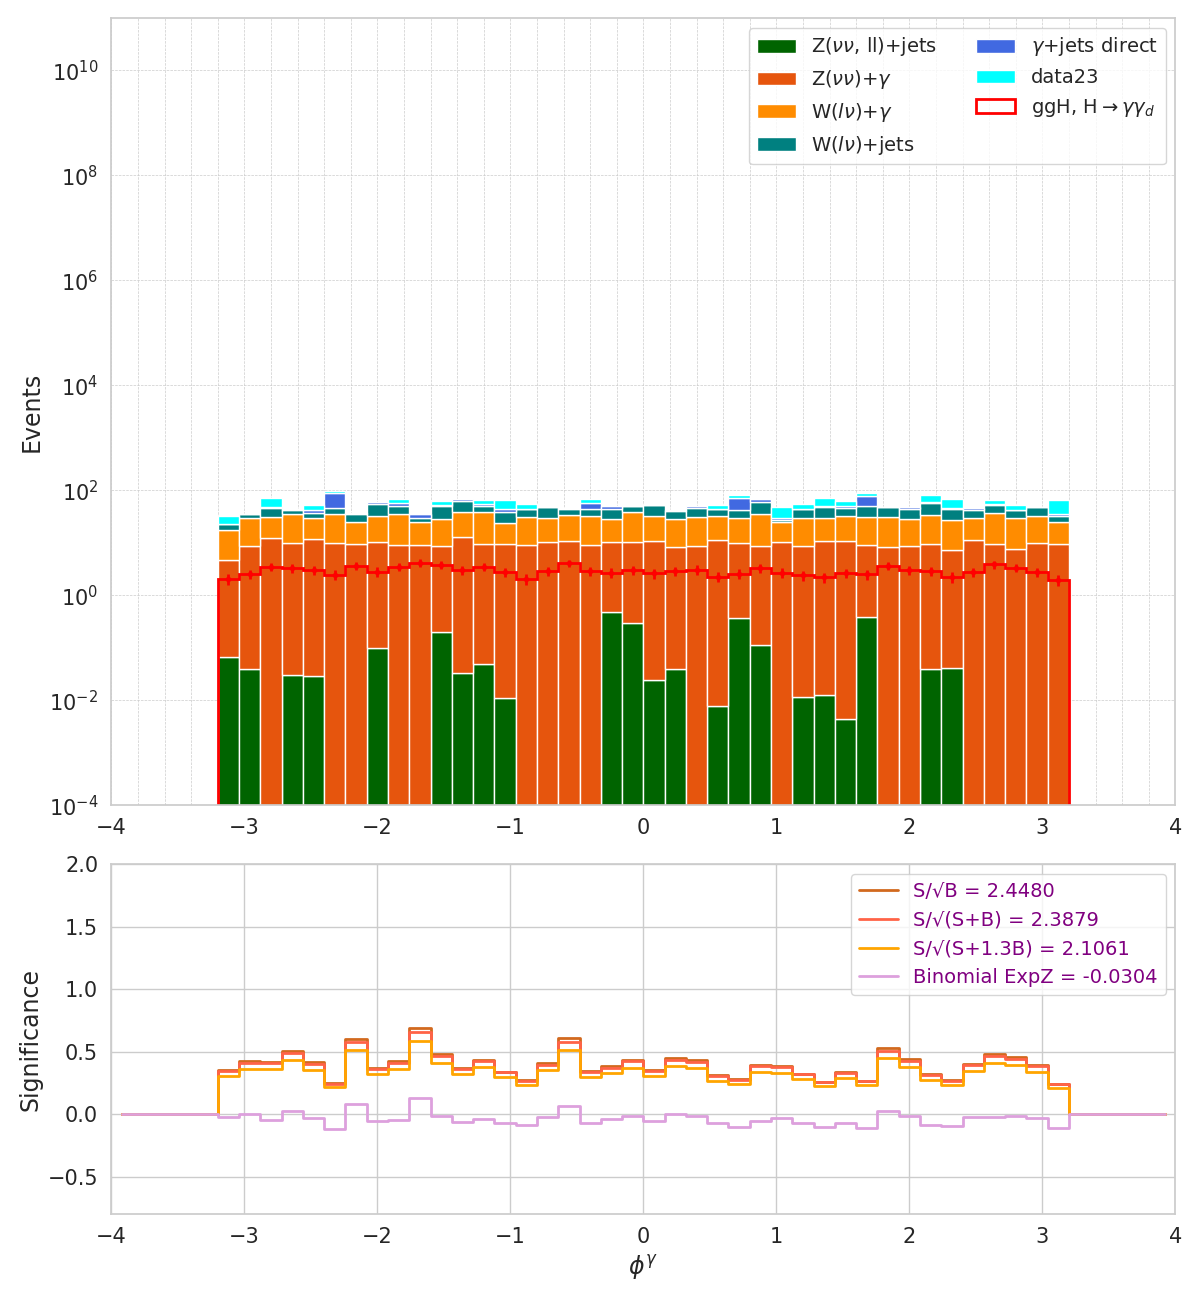 Z(νν, ll)+jets
Z(νν)+γ
W(lν)+γ
W(lν)+jets
γ+jets direct
data23
ggH, H→γγ_d
Events
10^10
10^8
10^6
10^4
10^2
10^0
10^−2
10^−4
−4 −3 −2 −1 0 1 2 3 4
S/√B = 2.4480
S/√(S+B) = 2.3879
S/√(S+1.3B) = 2.1061
Binomial ExpZ = -0.0304
Significance
2.0
1.5
1.0
0.5
0.0
−0.5
−4 −3 −2 −1 0 1 2 3 4
ϕ^γ